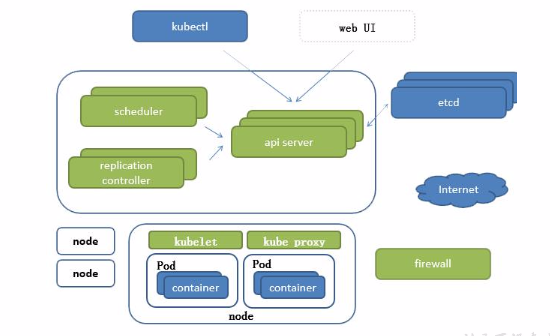 kubectl
web UI
scheduler
etcd
api server
replication
controller
Internet
node
kubelet
kube proxy
firewall
node
Pod
Pod
container
container
node